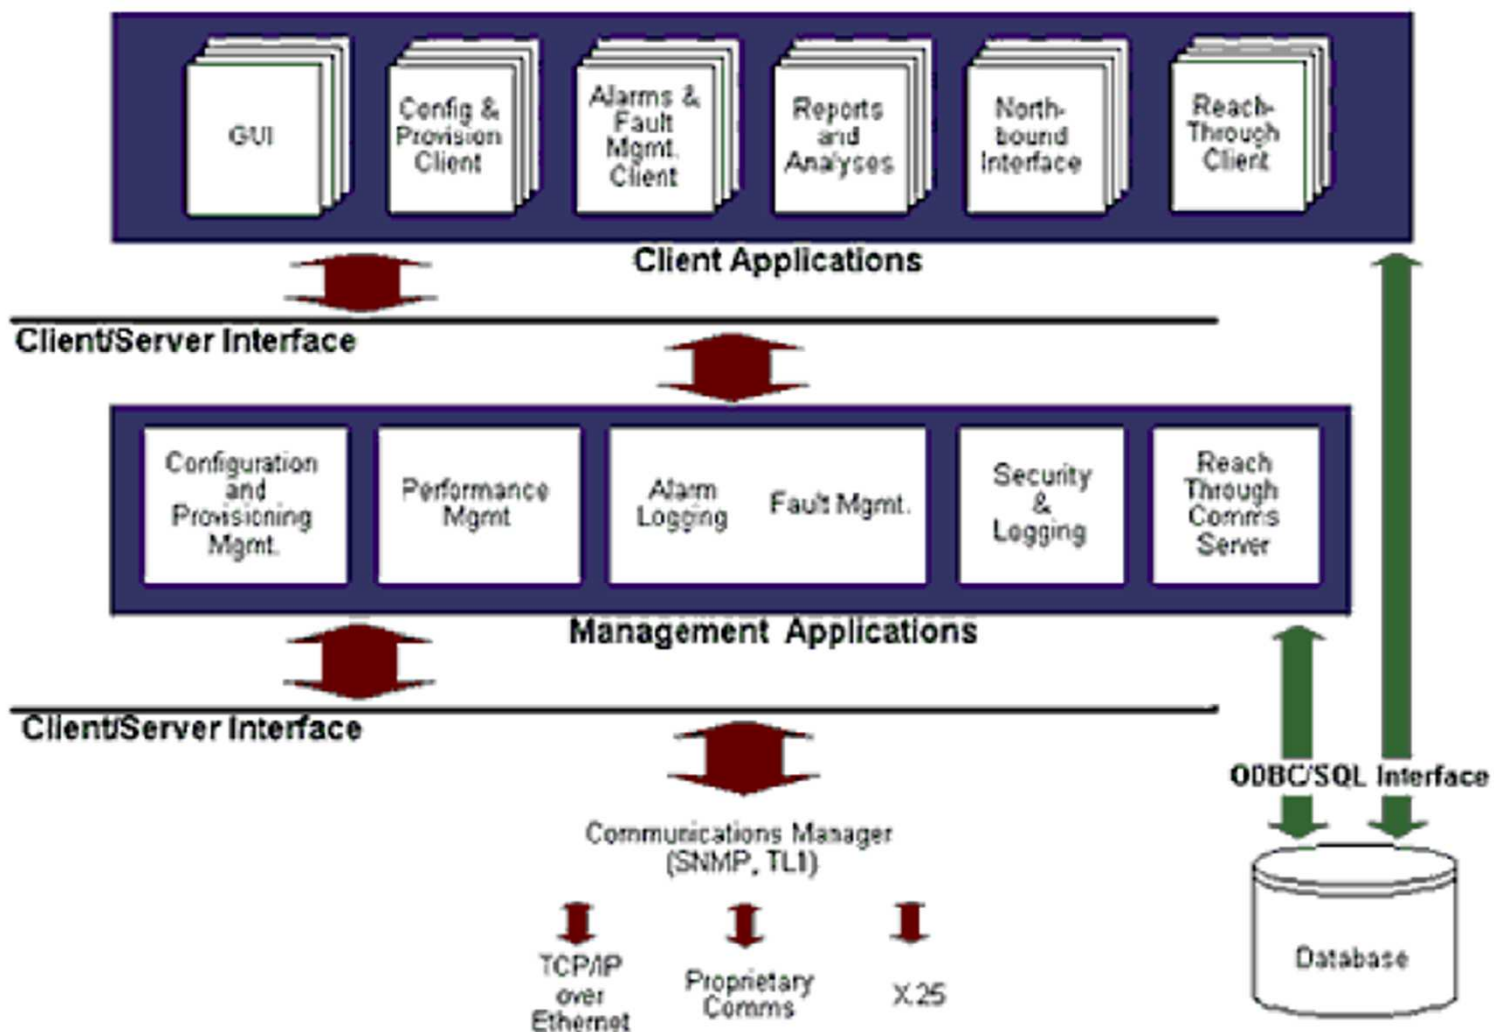 GUI
Config &
Provision
Client
Alarms &
Fault
Mgmt.
Client
Reports
and
Analyses
North-
bound
Interface
Reach-
Through
Client
Client Applications
Client/Server Interface
Configuration
and
Provisioning
Mgmt.
Performance
Mgmt
Alarm
Logging
Fault Mgmt.
Security
&
Logging
Reach
Through
Comms
Server
Management Applications
Client/Server Interface
ODBC/SQL Interface
Communications Manager
(SNMP, TL1)
TCP/IP
over
Ethernet
Proprietary
Comms
X.25
Database